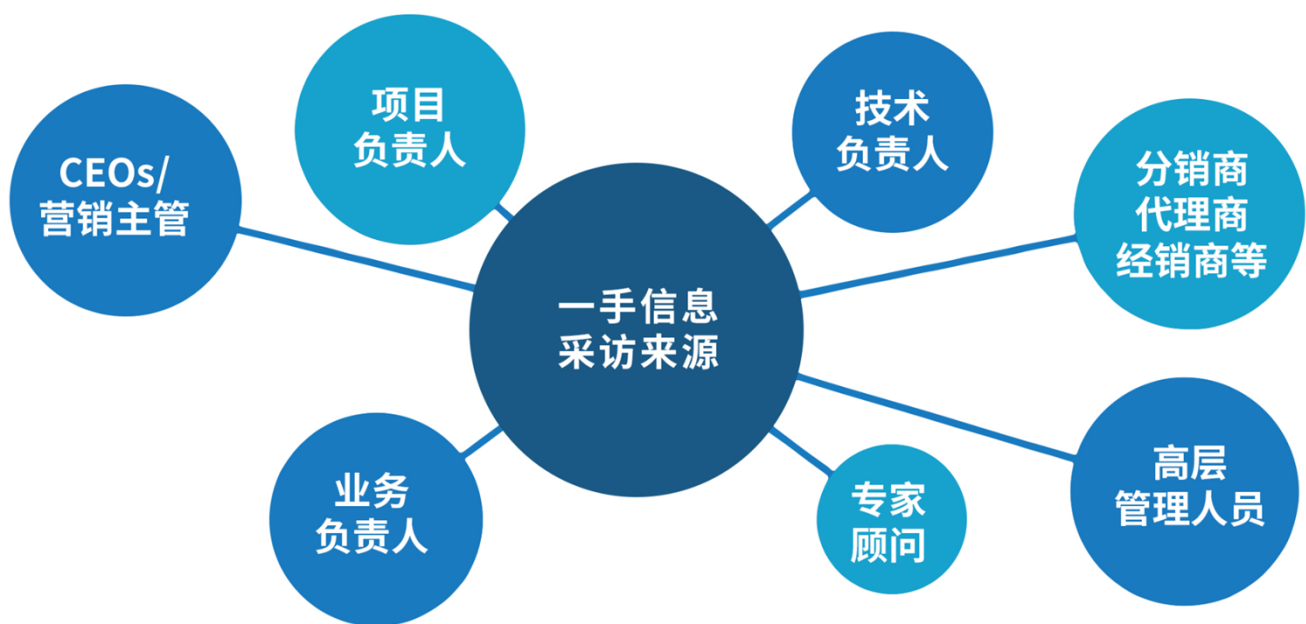 项目
负责人
技术
负责人
CEOs/
营销主管
分销商
代理商
经销商等
一手信息
采访来源
业务
负责人
专家
顾问
高层
管理人员